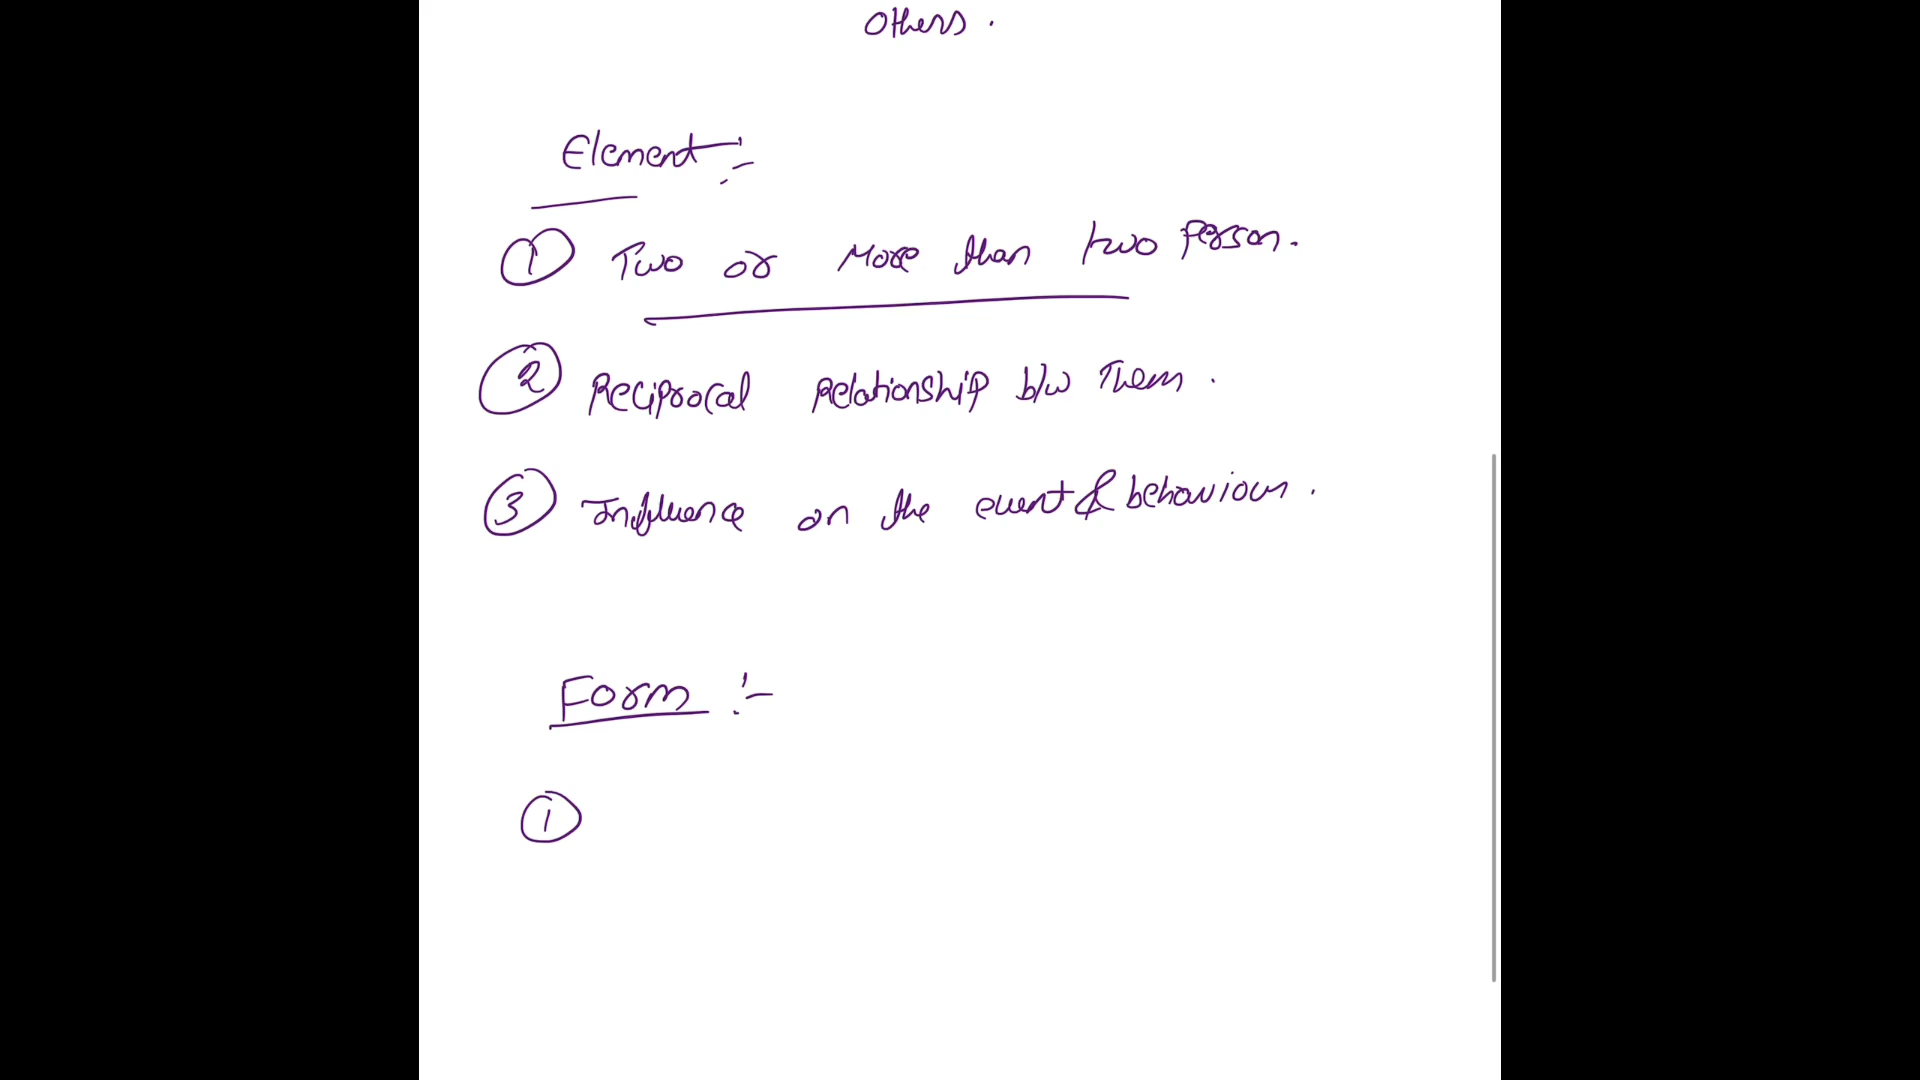 Others.
Element :-
① Two or More than two Person.
② Reciprocal Relationship b/w Them.
③ Influence on the event & behaviour.
Form :-
①